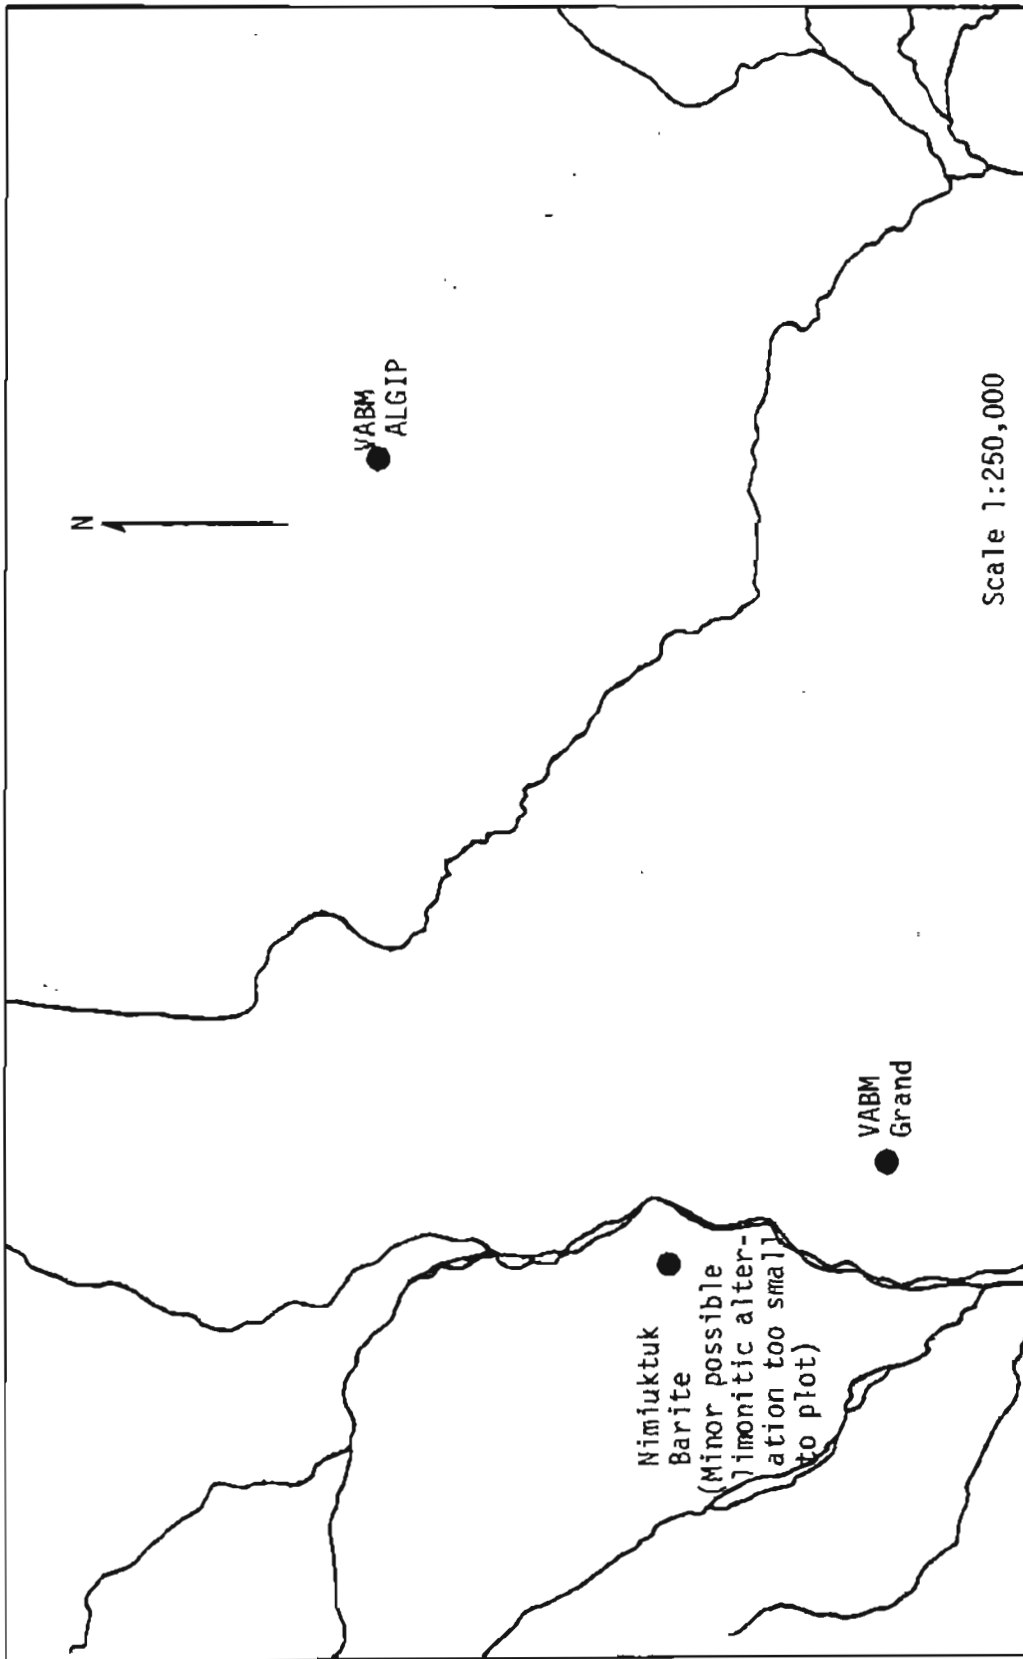 N
VABM
ALGIP
Nimiuktuk
Barite
(Minor possible
limonitic alter-
ation too small
to plot)
VABM
Grand
Scale 1:250,000